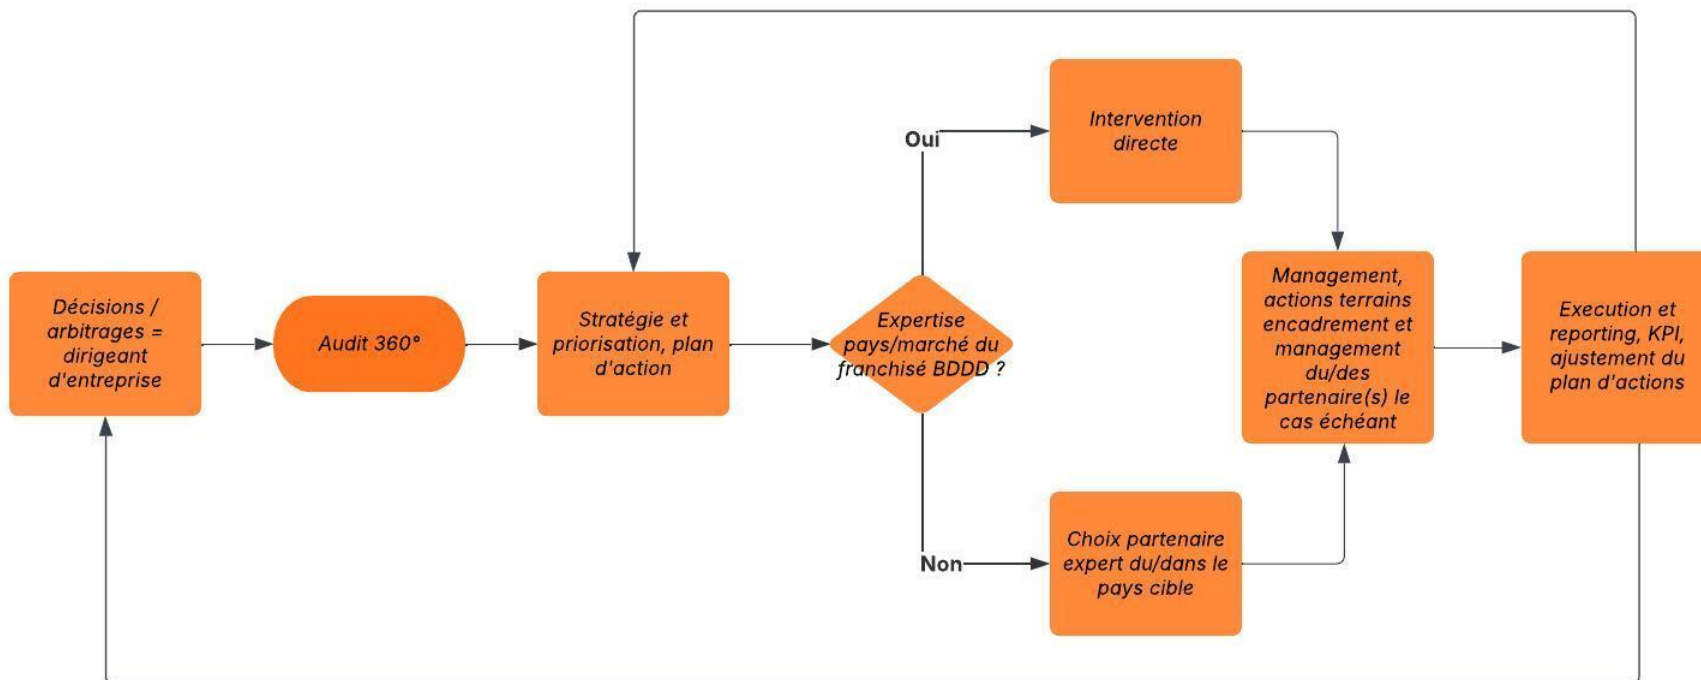 Décisions /
arbitrages =
dirigeant
d'entreprise
Audit 360°
Stratégie et
priorisation, plan
d'action
Expertise
pays/marché du
franchisé BDDD ?
Oui
Intervention
directe
Non
Choix partenaire
expert du/dans le
pays cible
Management,
actions terrains
encadrement et
management
du/des
partenaire(s) le
cas échéant
Execution et
reporting, KPI,
ajustement du
plan d'actions